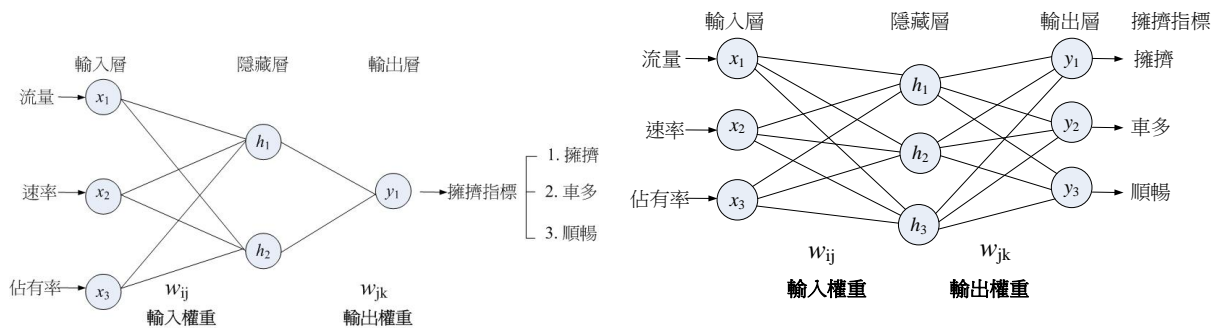 輸入層 隱藏層 輸出層
流量 x1
h1
1. 擁擠
速率 x2 y1 擁擠指標 2. 車多
3. 順暢
h2
佔有率 x3 wij wjk
輸入權重 輸出權重
輸入層 隱藏層 輸出層 擁擠指標
流量 x1 y1 擁擠
h1
速率 x2 y2 車多
h2
佔有率 x3 y3 順暢
h3
wij wjk
輸入權重 輸出權重